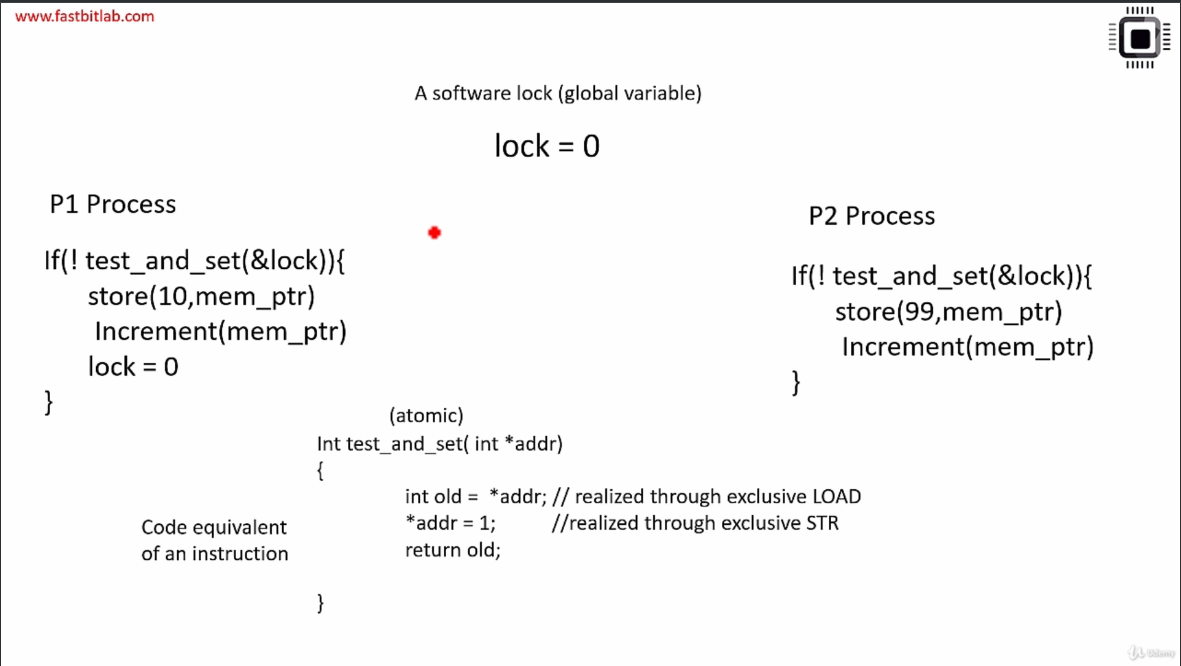 www.fastbitlab.com
A software lock (global variable)
lock = 0
P1 Process
If(! test_and_set(&lock)){
store(10,mem_ptr)
Increment(mem_ptr)
lock = 0
}
P2 Process
If(! test_and_set(&lock)){
store(99,mem_ptr)
Increment(mem_ptr)
}
(atomic)
Int test_and_set( int *addr)
{
int old = *addr; // realized through exclusive LOAD
*addr = 1; //realized through exclusive STR
return old;
}
Code equivalent
of an instruction
Udemy